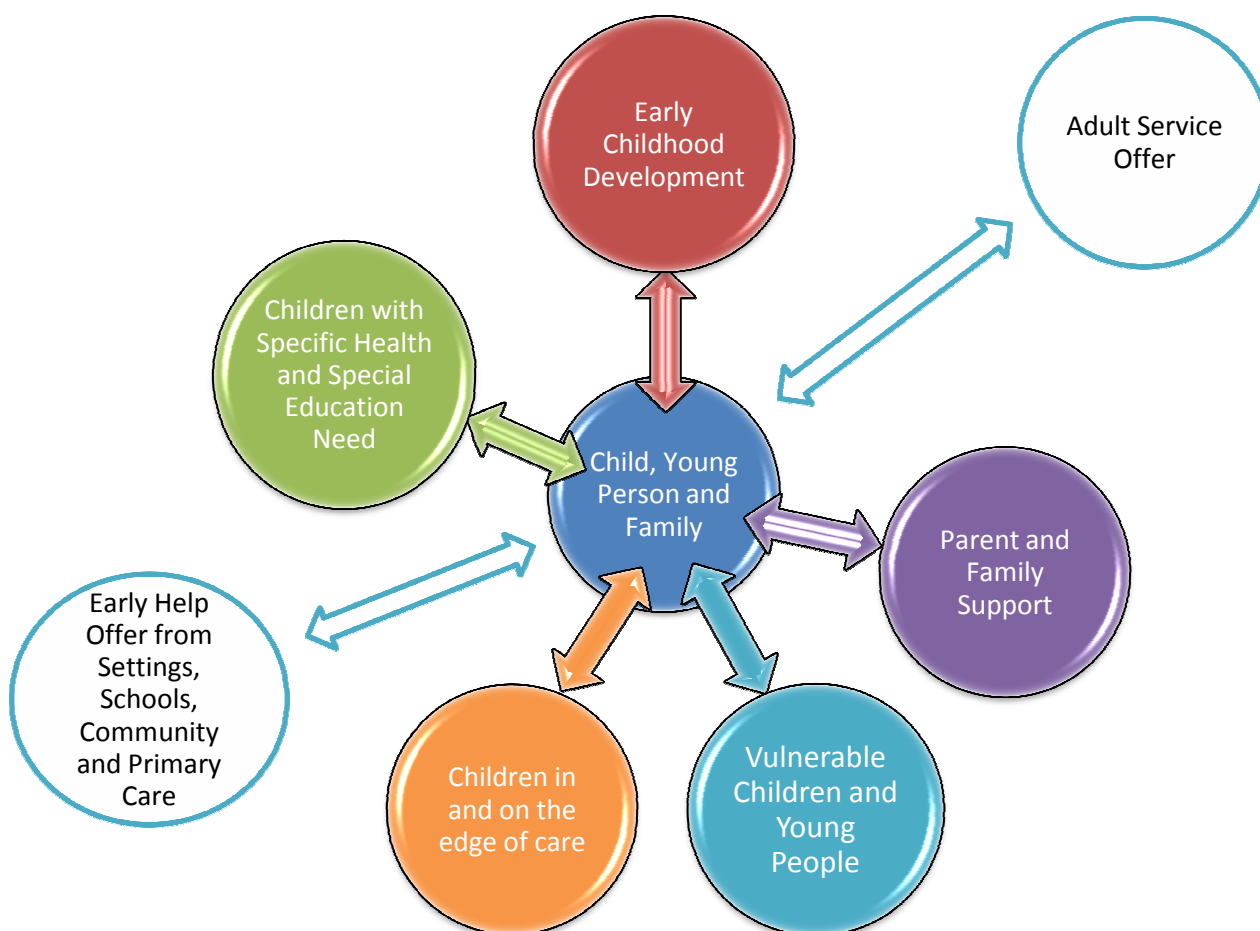 Early
Childhood
Development
Adult Service
Offer
Children with
Specific Health
and Special
Education
Need
Child, Young
Person and
Family
Parent and
Family
Support
Early Help
Offer from
Settings,
Schools,
Community
and Primary
Care
Children in
and on the
edge of care
Vulnerable
Children and
Young
People